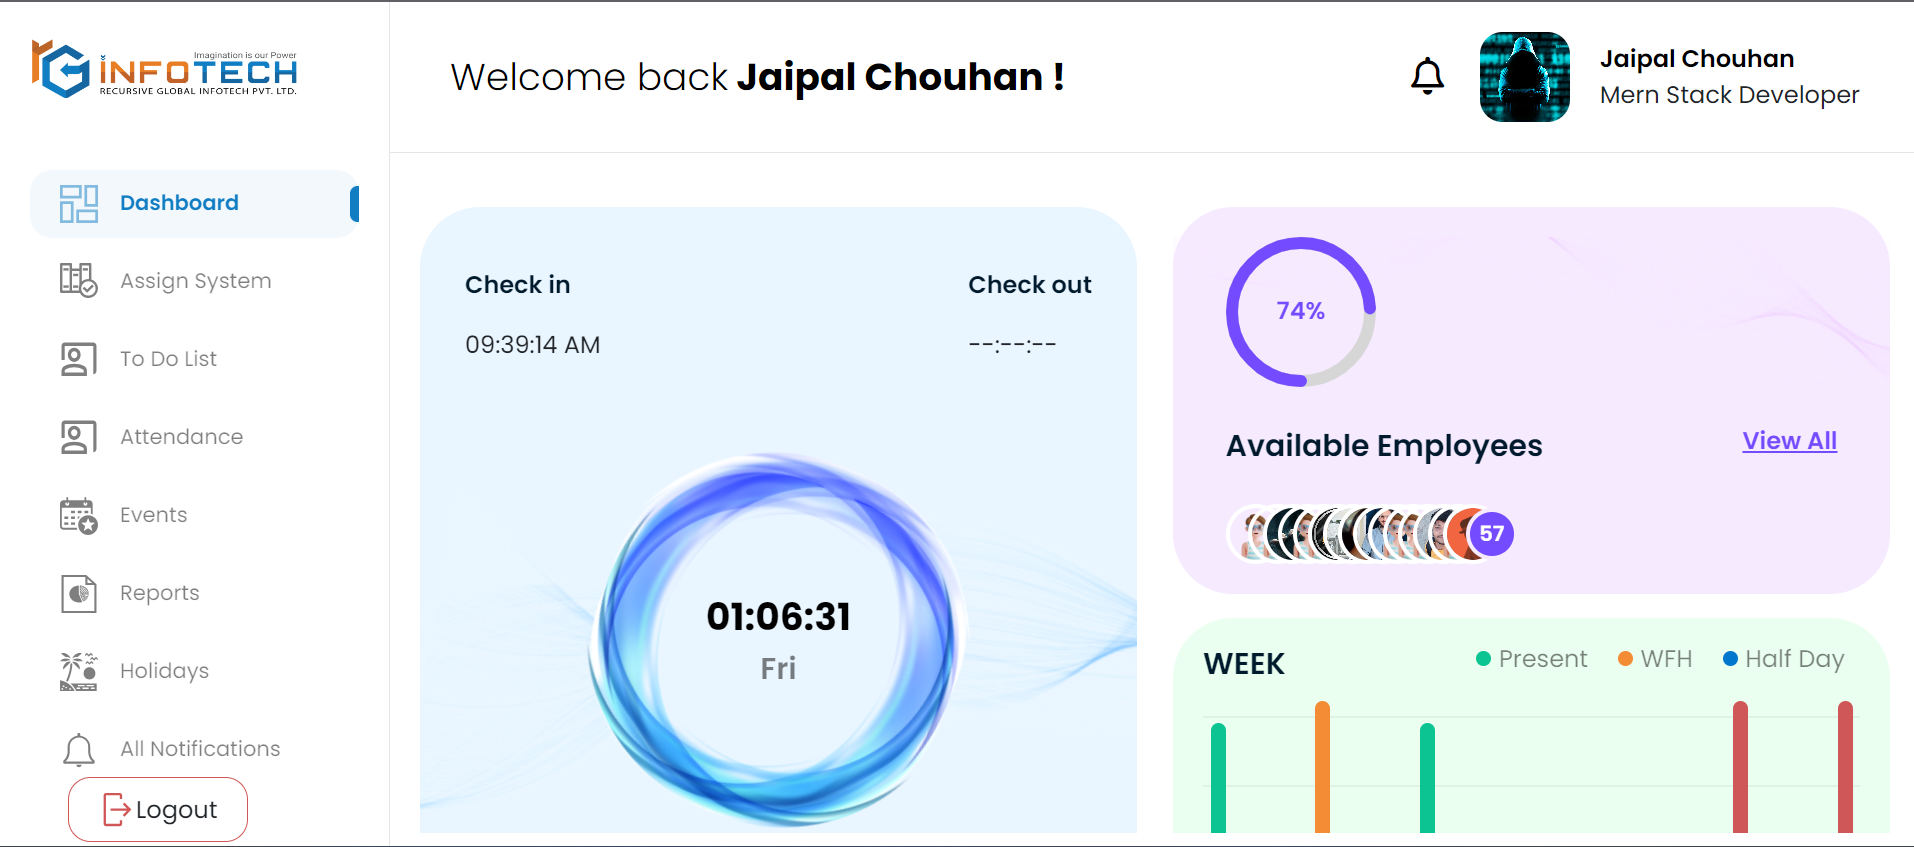 Imagination is our Power
INFOTECH
RECURSIVE GLOBAL INFOTECH PVT. LTD.
Dashboard
Assign System
To Do List
Attendance
Events
Reports
Holidays
All Notifications
Logout
Welcome back Jaipal Chouhan !
Jaipal Chouhan
Mern Stack Developer
Check in
Check out
09:39:14 AM
--:--:--
01:06:31
Fri
74%
Available Employees
View All
57
WEEK
Present
WFH
Half Day